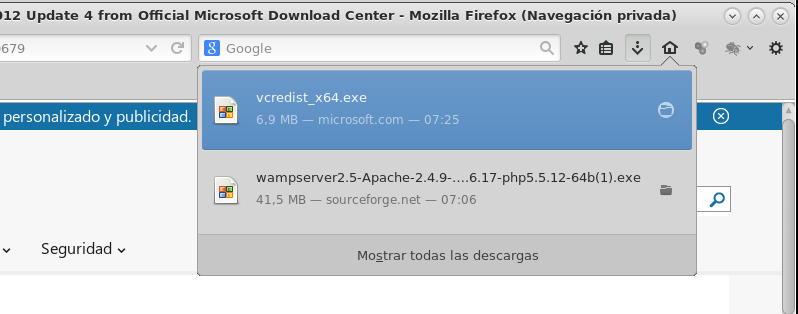 012 Update 4 from Official Microsoft Download Center - Mozilla Firefox (Navegación privada)
679
Google
vcredist_x64.exe
6,9 MB — microsoft.com — 07:25
personalizado y publicidad.
wampserver2.5-Apache-2.4.9-....6.17-php5.5.12-64b(1).exe
41,5 MB — sourceforge.net — 07:06
Seguridad
Mostrar todas las descargas